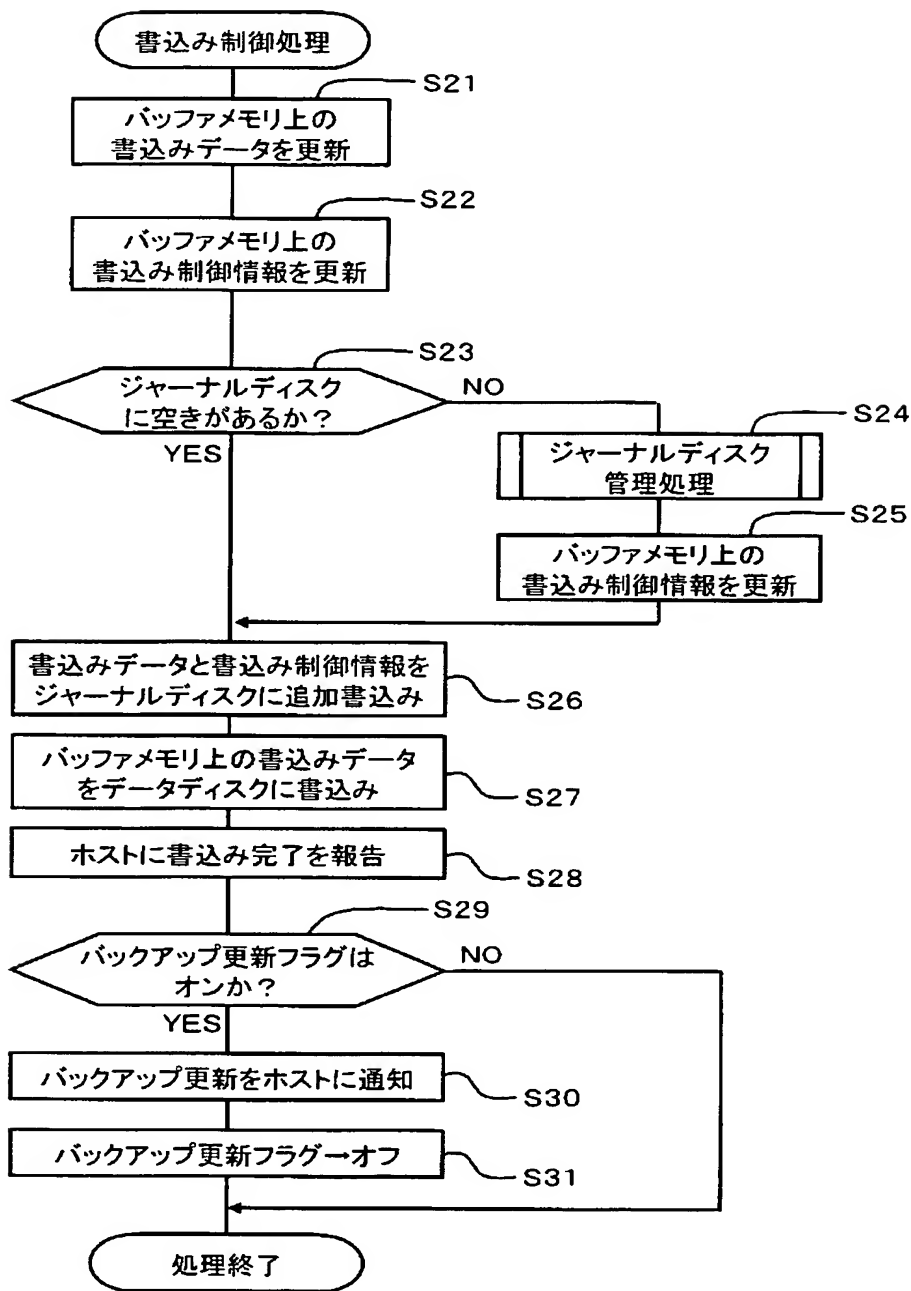 書込み制御処理
S21
バッファメモリ上の
書込みデータを更新
S22
バッファメモリ上の
書込み制御情報を更新
S23
ジャーナルディスク
に空きがあるか？
NO
YES
S24
ジャーナルディスク
管理処理
S25
バッファメモリ上の
書込み制御情報を更新
書込みデータと書込み制御情報を
ジャーナルディスクに追加書込み
S26
バッファメモリ上の書込みデータ
をデータディスクに書込み
S27
ホストに書込み完了を報告
S28
S29
バックアップ更新フラグは
オンか？
NO
YES
バックアップ更新をホストに通知
S30
バックアップ更新フラグ→オフ
S31
処理終了